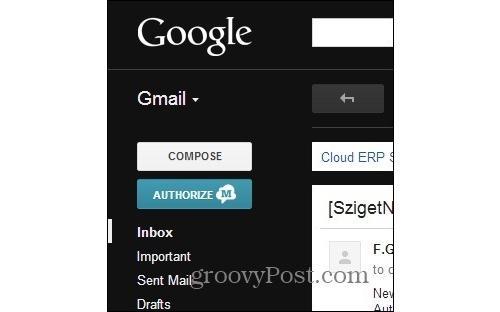 Google
Gmail
Cloud ERP S
COMPOSE
AUTHORIZE M
[SzigetN
Inbox
F.G
Important
to
Sent Mail
New
Drafts
Aut
groovyPost.com